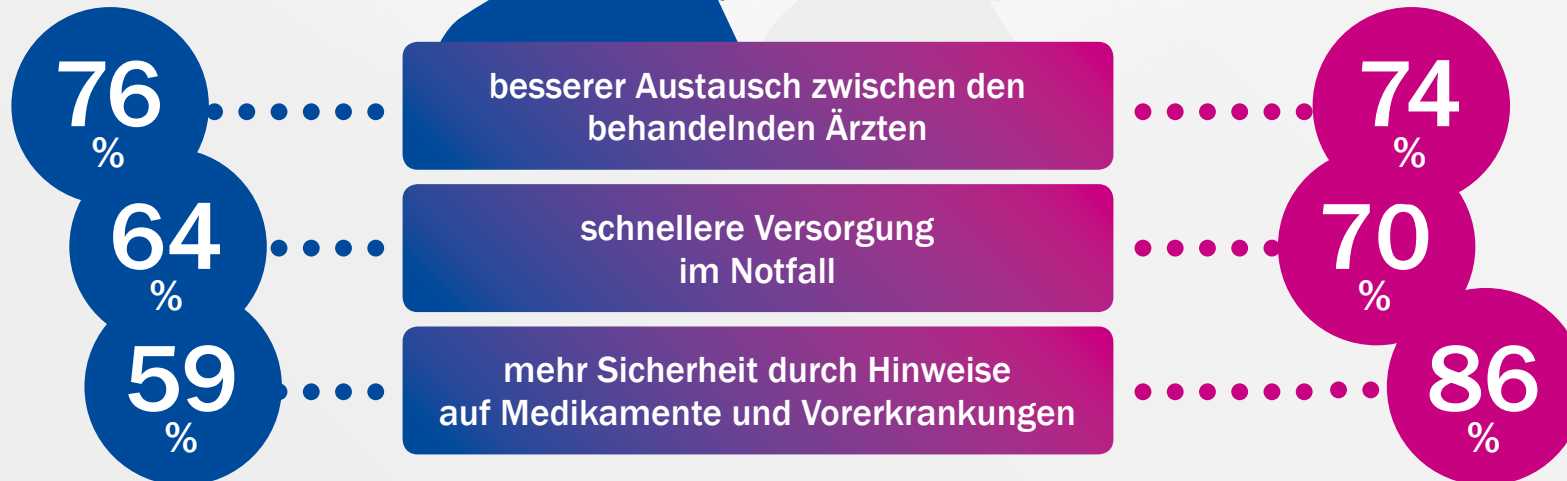 76
%
besserer Austausch zwischen den
behandelnden Ärzten
74
%
64
%
schnellere Versorgung
im Notfall
70
%
59
%
mehr Sicherheit durch Hinweise
auf Medikamente und Vorerkrankungen
86
%